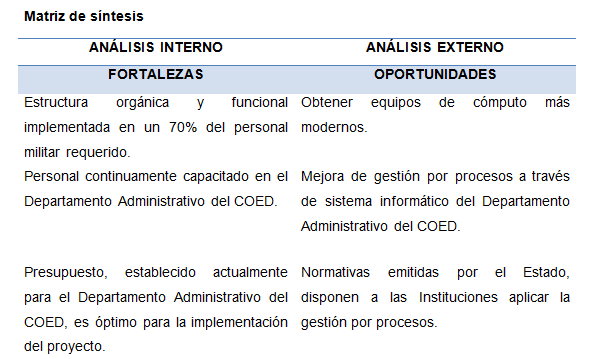 Matriz de síntesis
ANÁLISIS INTERNO
ANÁLISIS EXTERNO
FORTALEZAS
OPORTUNIDADES
Estructura orgánica y funcional
implementada en un 70% del personal
militar requerido.
Obtener equipos de cómputo más
modernos.
Personal continuamente capacitado en el
Departamento Administrativo del COED.
Mejora de gestión por procesos a través
de sistema informático del Departamento
Administrativo del COED.
Presupuesto, establecido actualmente
para el Departamento Administrativo del
COED, es óptimo para la implementación
del proyecto.
Normativas emitidas por el Estado,
disponen a las Instituciones aplicar la
gestión por procesos.